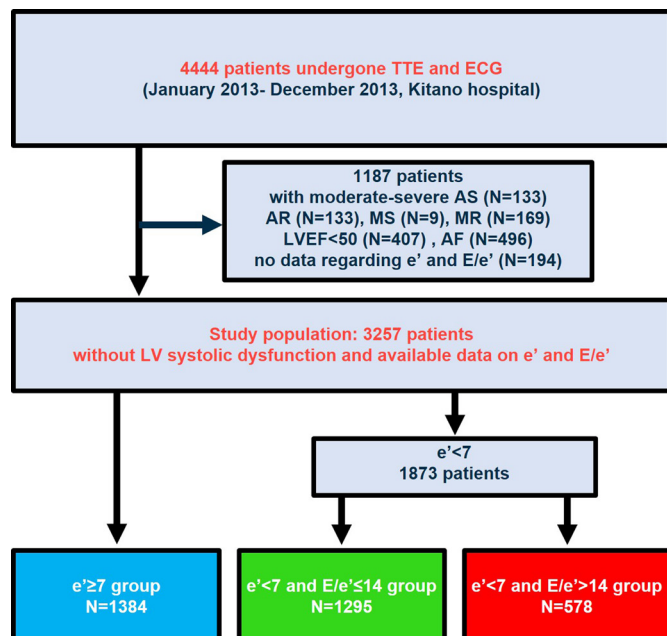 4444 patients undergone TTE and ECG
(January 2013- December 2013, Kitano hospital)
1187 patients
with moderate-severe AS (N=133)
AR (N=133), MS (N=9), MR (N=169)
LVEF<50 (N=407) , AF (N=496)
no data regarding e’ and E/e’ (N=194)
Study population: 3257 patients
without LV systolic dysfunction and available data on e’ and E/e’
e’<7
1873 patients
e’≥7 group
N=1384
e’<7 and E/e’≤14 group
N=1295
e’<7 and E/e’>14 group
N=578